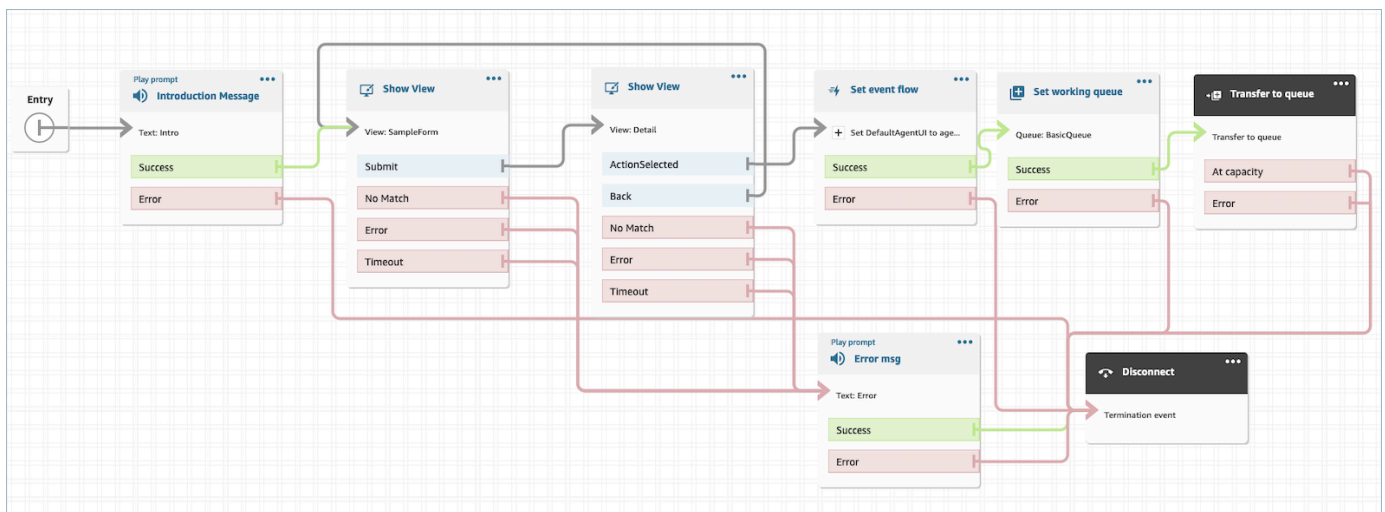 Entry
Play prompt
Introduction Message
Text: Intro
Success
Error
Show View
View: SampleForm
Submit
No Match
Error
Timeout
Show View
View: Detail
ActionSelected
Back
No Match
Error
Timeout
Set event flow
Set DefaultAgentUI to age...
Success
Error
Set working queue
Queue: BasicQueue
Success
Error
Transfer to queue
Transfer to queue
At capacity
Error
Play prompt
Error msg
Text: Error
Success
Error
Disconnect
Termination event